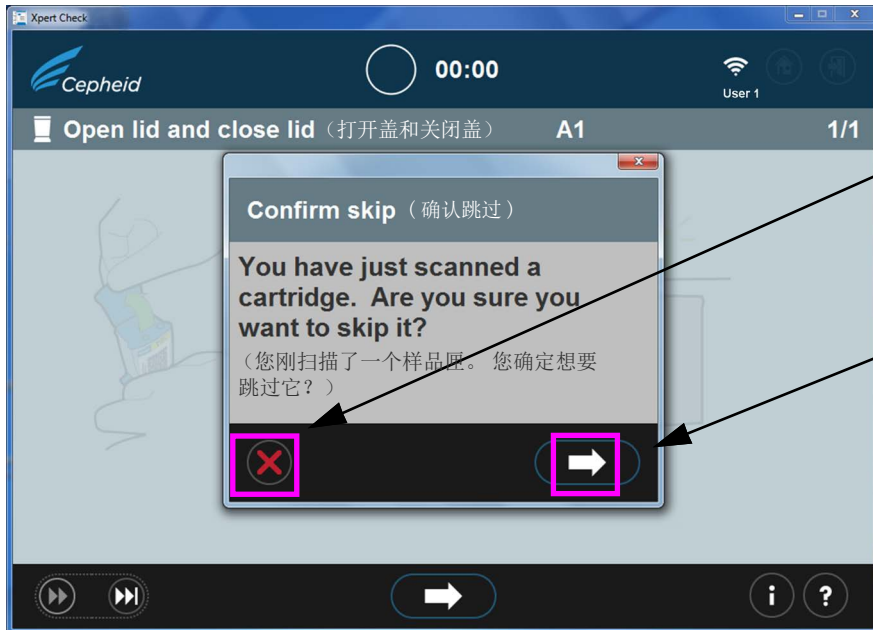 Xpert Check
Cepheid
00:00
User 1
Open lid and close lid（打开盖和关闭盖） A1 1/1
Confirm skip（确认跳过）
You have just scanned a
cartridge. Are you sure you
want to skip it?
（您刚扫描了一个样品匣。 您确定想要
跳过它？）
i ?